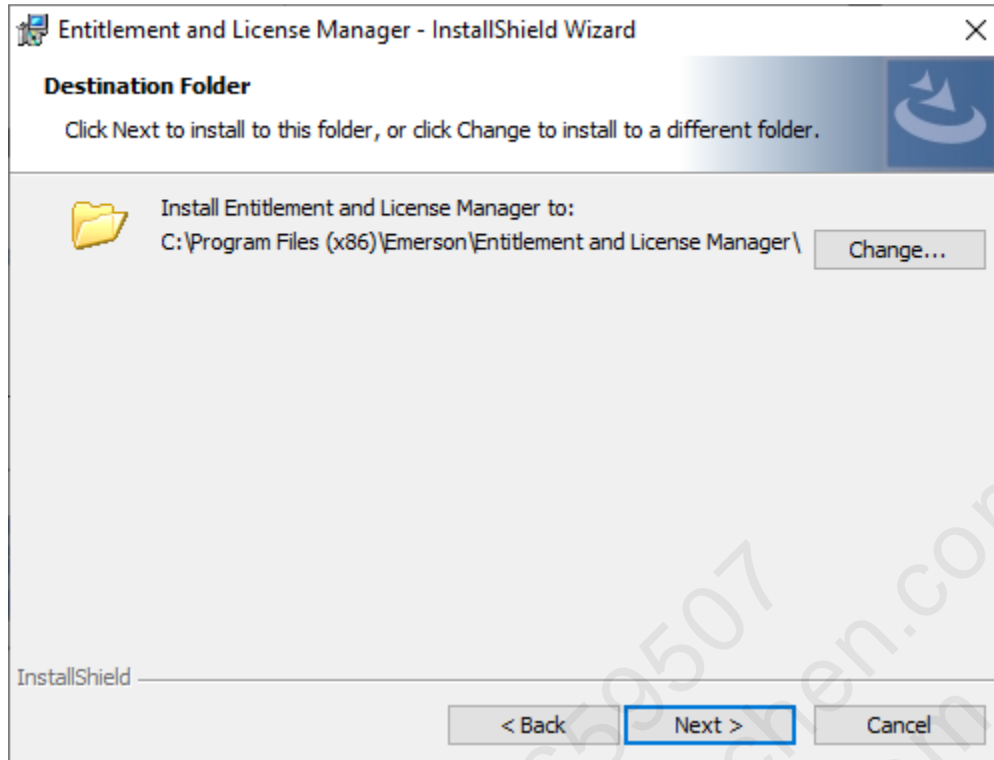 Entitlement and License Manager - InstallShield Wizard
Destination Folder
Click Next to install to this folder, or click Change to install to a different folder.
Install Entitlement and License Manager to:
C:\Program Files (x86)\Emerson\Entitlement and License Manager\
Change...
InstallShield
< Back
Next >
Cancel